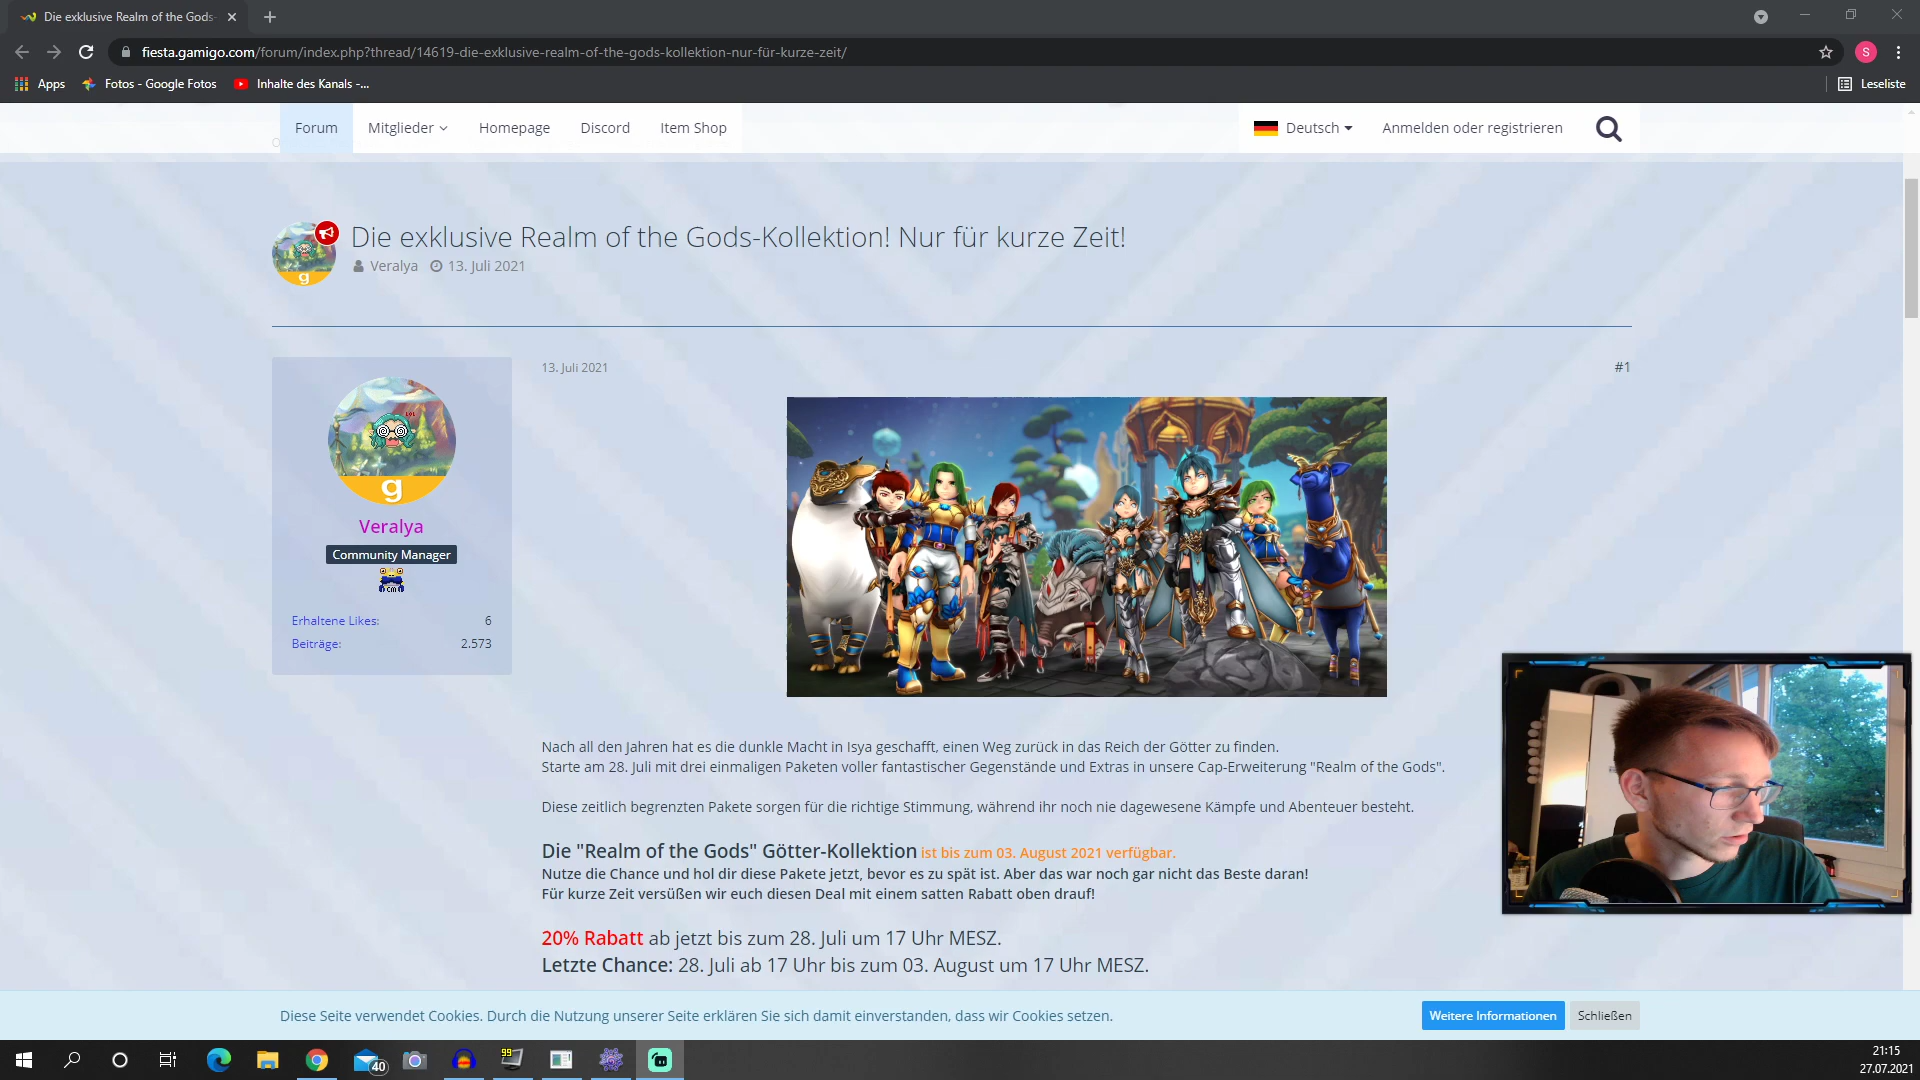 Die exklusive Realm of the Gods-
fiesta.gamigo.com/forum/index.php?thread/14619-die-exklusive-realm-of-the-gods-kollektion-nur-für-kurze-zeit/
S
Apps
Fotos - Google Fotos
Inhalte des Kanals -...
Leseliste
Forum
Mitglieder
Homepage
Discord
Item Shop
Deutsch
Anmelden oder registrieren
g
Die exklusive Realm of the Gods-Kollektion! Nur für kurze Zeit!
Veralya
13. Juli 2021
LOL
g
Veralya
Community Manager
CM
Erhaltene Likes: 6
Beiträge: 2.573
13. Juli 2021
#1
Nach all den Jahren hat es die dunkle Macht in Isya geschafft, einen Weg zurück in das Reich der Götter zu finden.
Starte am 28. Juli mit drei einmaligen Paketen voller fantastischer Gegenstände und Extras in unsere Cap-Erweiterung "Realm of the Gods".
Diese zeitlich begrenzten Pakete sorgen für die richtige Stimmung, während ihr noch nie dagewesene Kämpfe und Abenteuer besteht.
Die "Realm of the Gods" Götter-Kollektion ist bis zum 03. August 2021 verfügbar.
Nutze die Chance und hol dir diese Pakete jetzt, bevor es zu spät ist. Aber das war noch gar nicht das Beste daran!
Für kurze Zeit versüßen wir euch diesen Deal mit einem satten Rabatt oben drauf!
20% Rabatt ab jetzt bis zum 28. Juli um 17 Uhr MESZ.
Letzte Chance: 28. Juli ab 17 Uhr bis zum 03. August um 17 Uhr MESZ.
Diese Seite verwendet Cookies. Durch die Nutzung unserer Seite erklären Sie sich damit einverstanden, dass wir Cookies setzen.
Weitere Informationen
Schließen
40
99
21:15
27.07.2021